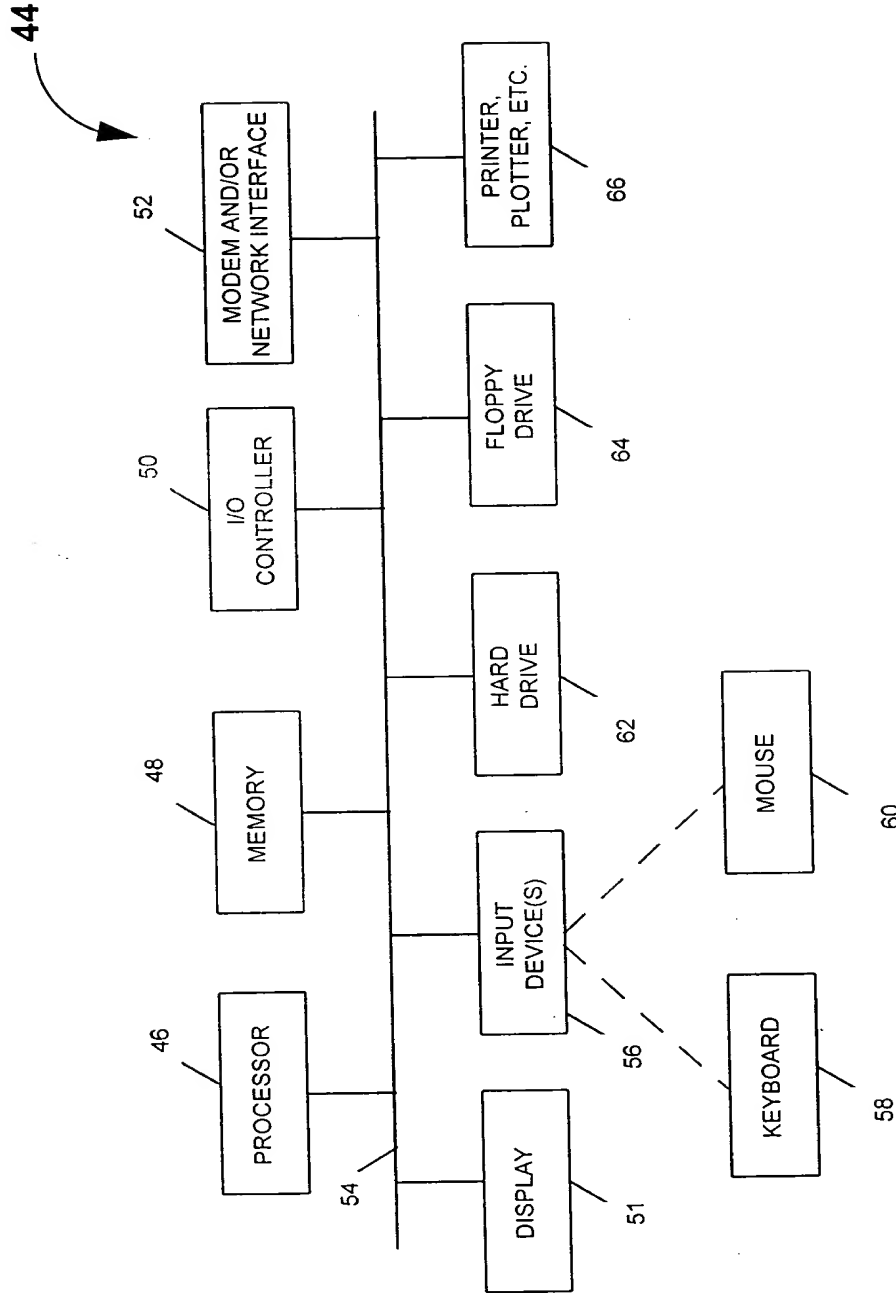 44
46
PROCESSOR
48
MEMORY
50
I/O
CONTROLLER
52
MODEM AND/OR
NETWORK INTERFACE
54
DISPLAY
51
INPUT
DEVICE(S)
56
HARD
DRIVE
62
FLOPPY
DRIVE
64
PRINTER,
PLOTTER, ETC.
66
KEYBOARD
58
MOUSE
60